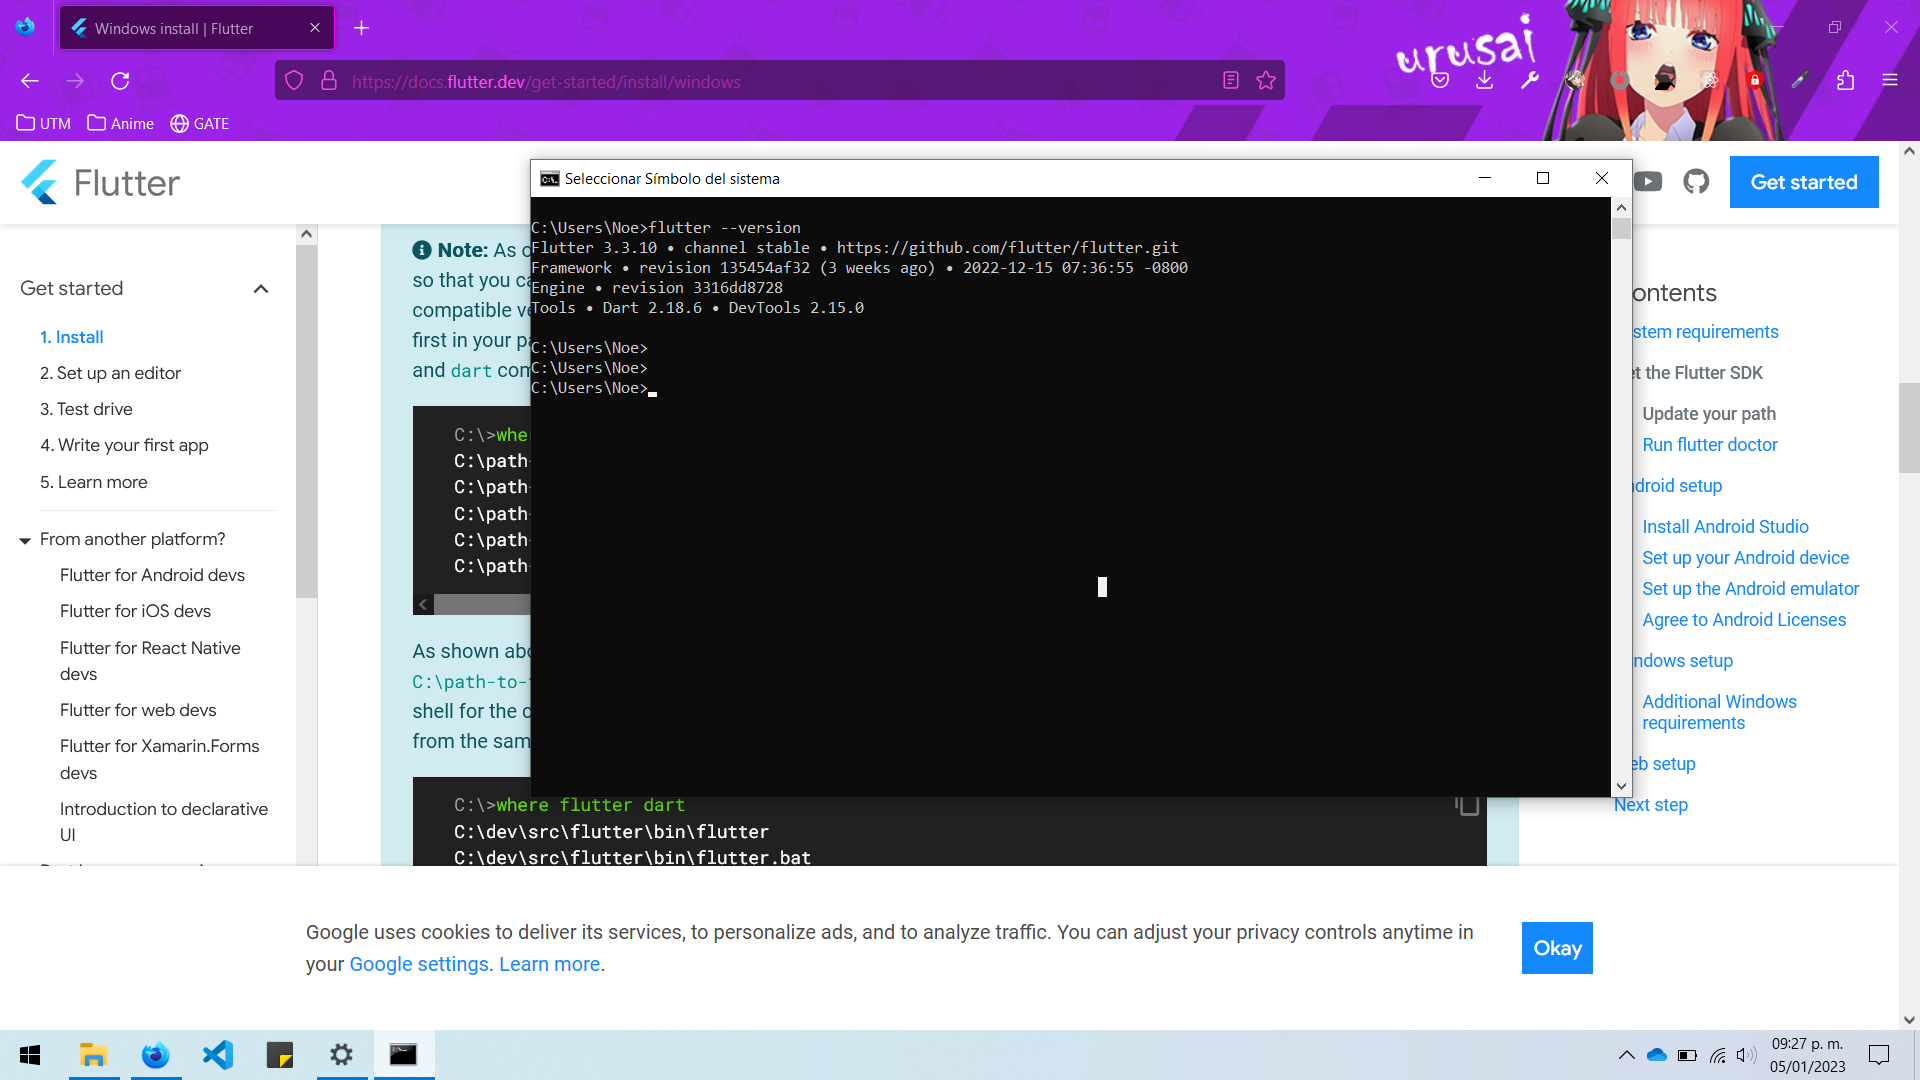 Windows install | Flutter
urusai
https://docs.flutter.dev/get-started/install/windows
UTM
Anime
GATE
Flutter
Get started
Get started
1. Install
2. Set up an editor
3. Test drive
4. Write your first app
5. Learn more
From another platform?
Flutter for Android devs
Flutter for iOS devs
Flutter for React Native
devs
Flutter for web devs
Flutter for Xamarin.Forms
devs
Introduction to declarative
UI
Note: As o
so that you ca
compatible ve
first in your pa
and dart com
C:\>wher
C:\path-
C:\path-
C:\path-
C:\path-
C:\path-
As shown abo
C:\path-to-
shell for the c
from the sam
C:\>where flutter dart
C:\dev\src\flutter\bin\flutter
C:\dev\src\flutter\bin\flutter.bat
Seleccionar Símbolo del sistema
C:\Users\Noe>flutter --version
Flutter 3.3.10 • channel stable • https://github.com/flutter/flutter.git
Framework • revision 135454af32 (3 weeks ago) • 2022-12-15 07:36:55 -0800
Engine • revision 3316dd8728
Tools • Dart 2.18.6 • DevTools 2.15.0
C:\Users\Noe>
C:\Users\Noe>
C:\Users\Noe>
ontents
stem requirements
et the Flutter SDK
Update your path
Run flutter doctor
droid setup
Install Android Studio
Set up your Android device
Set up the Android emulator
Agree to Android Licenses
ndows setup
Additional Windows
requirements
eb setup
Next step
Google uses cookies to deliver its services, to personalize ads, and to analyze traffic. You can adjust your privacy controls anytime in
your Google settings. Learn more.
Okay
09:27 p. m.
05/01/2023